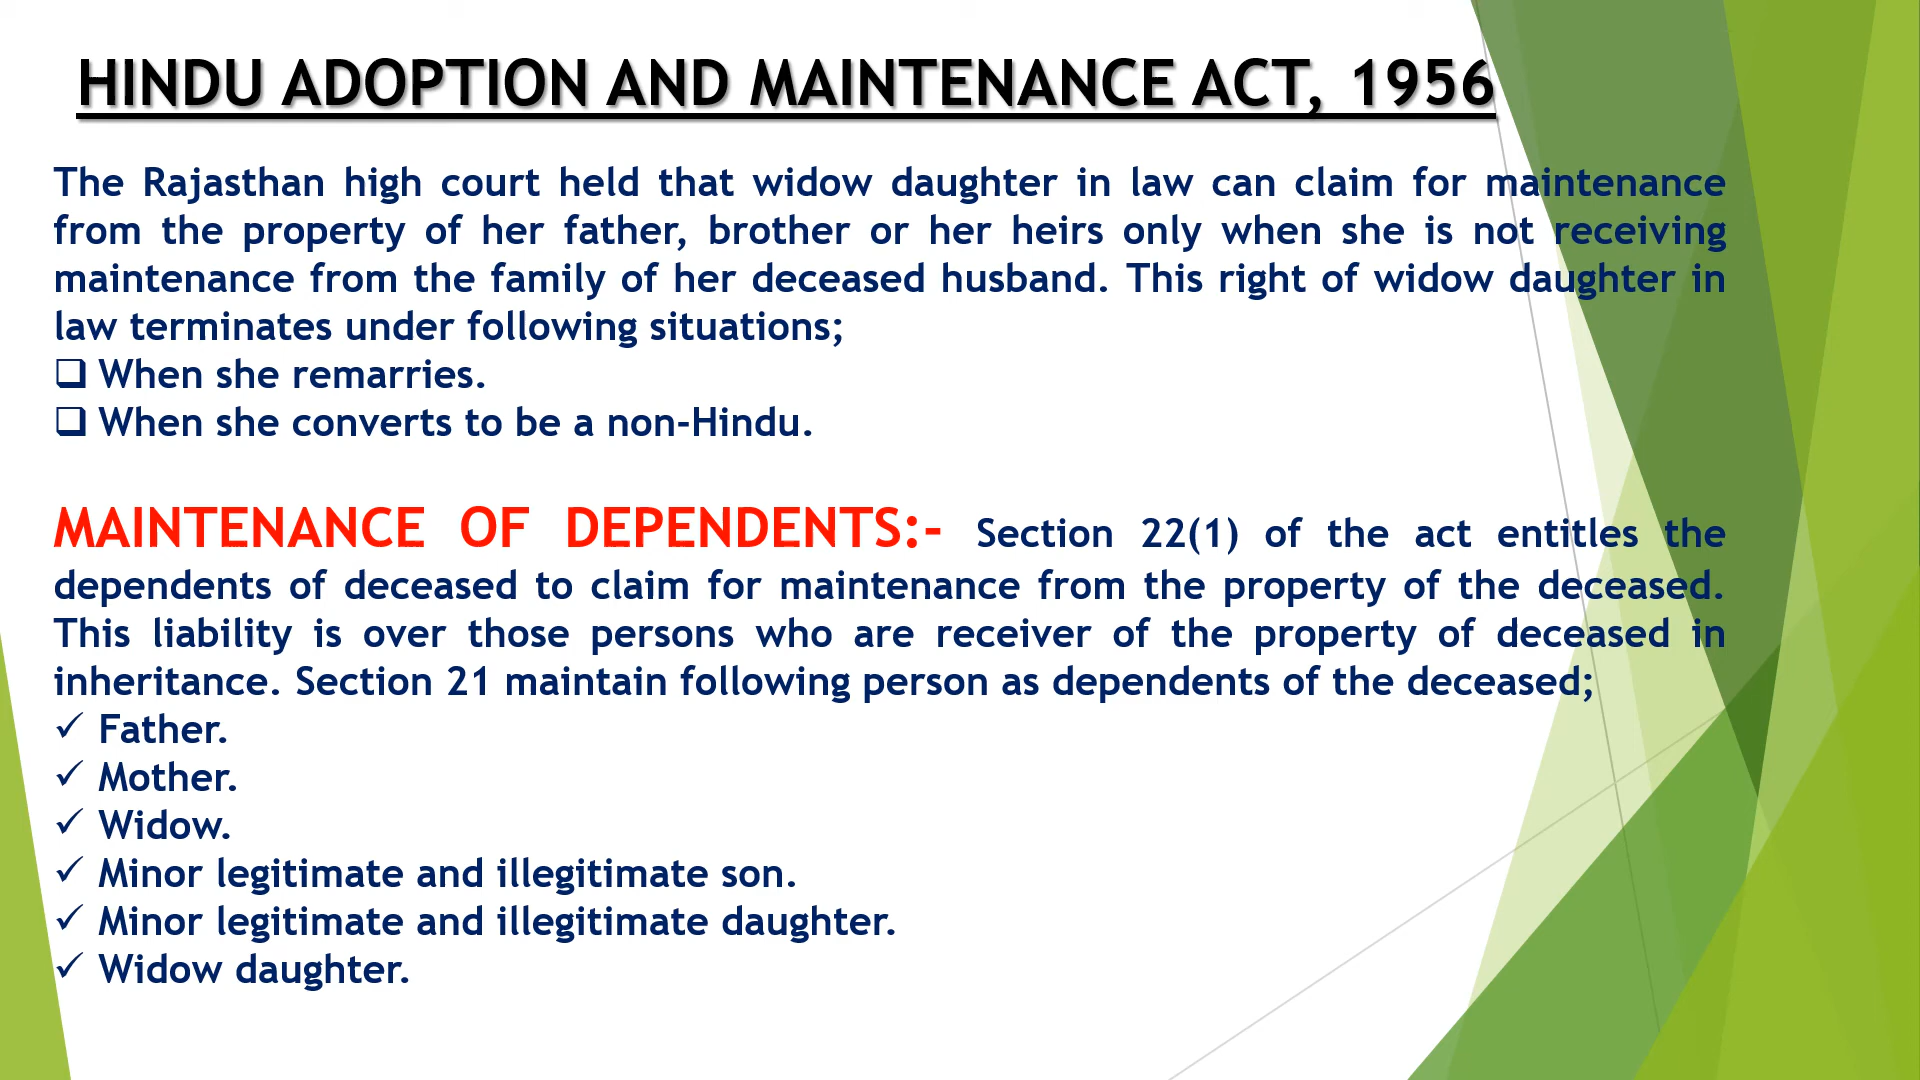 HINDU ADOPTION AND MAINTENANCE ACT, 1956
The Rajasthan high court held that widow daughter in law can claim for maintenance
from the property of her father, brother or her heirs only when she is not receiving
maintenance from the family of her deceased husband. This right of widow daughter in
law terminates under following situations;
❑ When she remarries.
❑ When she converts to be a non-Hindu.
MAINTENANCE OF DEPENDENTS:- Section 22(1) of the act entitles the
dependents of deceased to claim for maintenance from the property of the deceased.
This liability is over those persons who are receiver of the property of deceased in
inheritance. Section 21 maintain following person as dependents of the deceased;
✓ Father.
✓ Mother.
✓ Widow.
✓ Minor legitimate and illegitimate son.
✓ Minor legitimate and illegitimate daughter.
✓ Widow daughter.